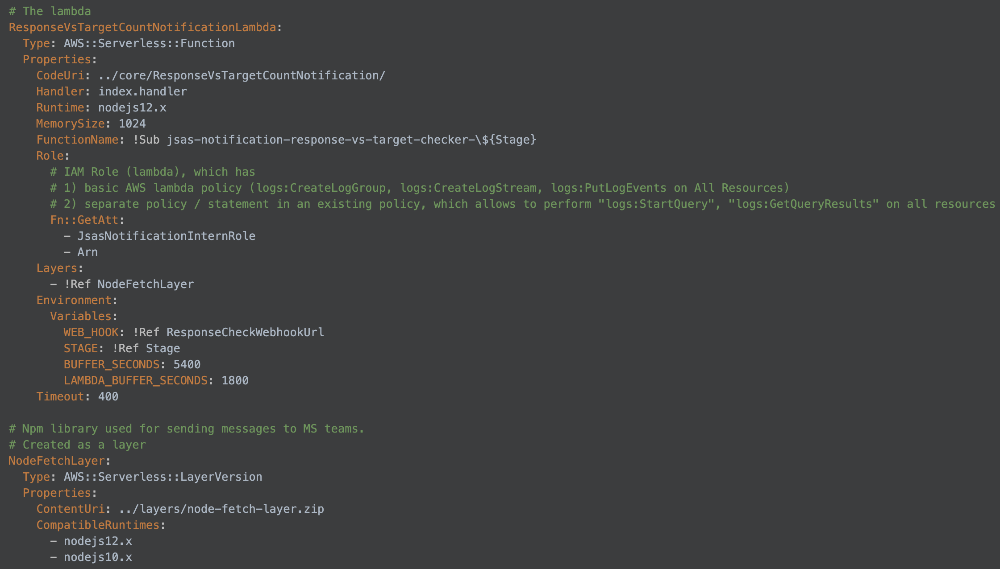 # The lambda
ResponseVsTargetCountNotificationLambda:
  Type: AWS::Serverless::Function
  Properties:
    CodeUri: ../core/ResponseVsTargetCountNotification/
    Handler: index.handler
    Runtime: nodejs12.x
    MemorySize: 1024
    FunctionName: !Sub jsas-notification-response-vs-target-checker-\${Stage}
    Role:
      # IAM Role (lambda), which has
      # 1) basic AWS lambda policy (logs:CreateLogGroup, logs:CreateLogStream, logs:PutLogEvents on All Resources)
      # 2) separate policy / statement in an existing policy, which allows to perform "logs:StartQuery", "logs:GetQueryResults" on all resources
      Fn::GetAtt:
        - JsasNotificationInternRole
        - Arn
    Layers:
      - !Ref NodeFetchLayer
    Environment:
      Variables:
        WEB_HOOK: !Ref ResponseCheckWebhookUrl
        STAGE: !Ref Stage
        BUFFER_SECONDS: 5400
        LAMBDA_BUFFER_SECONDS: 1800
    Timeout: 400

# Npm library used for sending messages to MS teams.
# Created as a layer
NodeFetchLayer:
  Type: AWS::Serverless::LayerVersion
  Properties:
    ContentUri: ../layers/node-fetch-layer.zip
    CompatibleRuntimes:
      - nodejs12.x
      - nodejs10.x